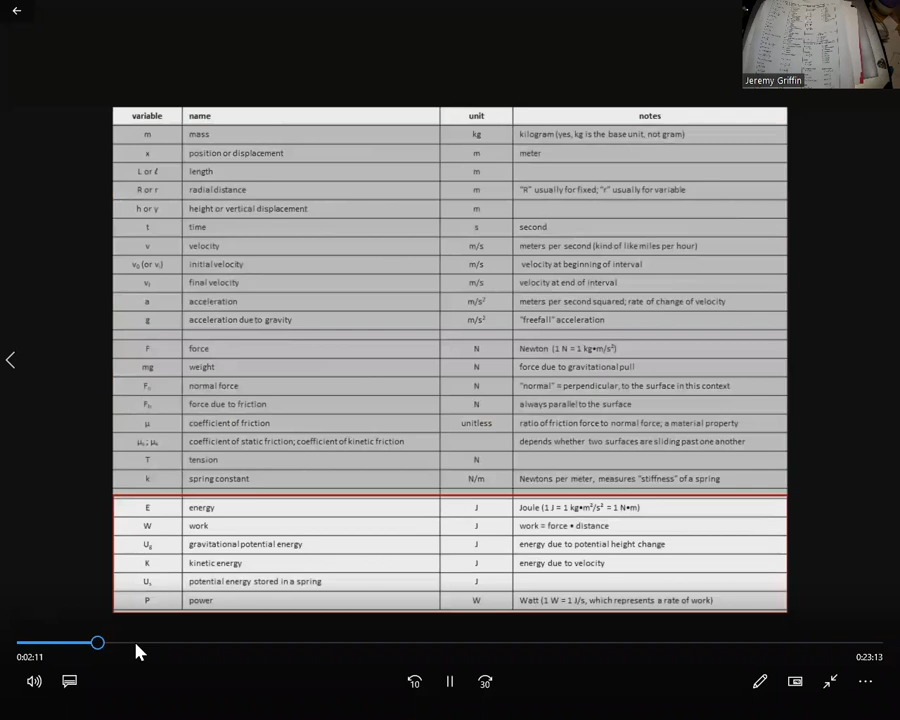 Jeremy Griffin
variable name unit notes
m mass kg kilogram (yes, kg is the base unit, not gram)
x position or displacement m meter
L or ℓ length m
R or r radial distance m "R" usually for fixed; "r" usually for variable
h or y height or vertical displacement m
t time s second
v velocity m/s meters per second (kind of like miles per hour)
v₀ (or vᵢ) initial velocity m/s velocity at beginning of interval
final velocity m/s velocity at end of interval
a acceleration m/s² meters per second squared; rate of change of velocity
g acceleration due to gravity m/s² "freefall" acceleration
F force N Newton (1 N = 1 kg•m/s²)
mg weight N force due to gravitational pull
normal force N "normal" = perpendicular, to the surface in this context
force due to friction N always parallel to the surface
μ coefficient of friction unitless ratio of friction force to normal force; a material property
μₛ; μₖ coefficient of static friction; coefficient of kinetic friction depends whether two surfaces are sliding past one another
T tension N
k spring constant N/m Newtons per meter, measures "stiffness" of a spring
E energy J Joule (1 J = 1 kg•m²/s² = 1 N•m)
W work J work = force • distance
U_g gravitational potential energy J energy due to potential height change
K kinetic energy J energy due to velocity
Uₛ potential energy stored in a spring J
P power W Watt (1 W = 1 J/s, which represents a rate of work)
0:02:11 0:23:13
10 30